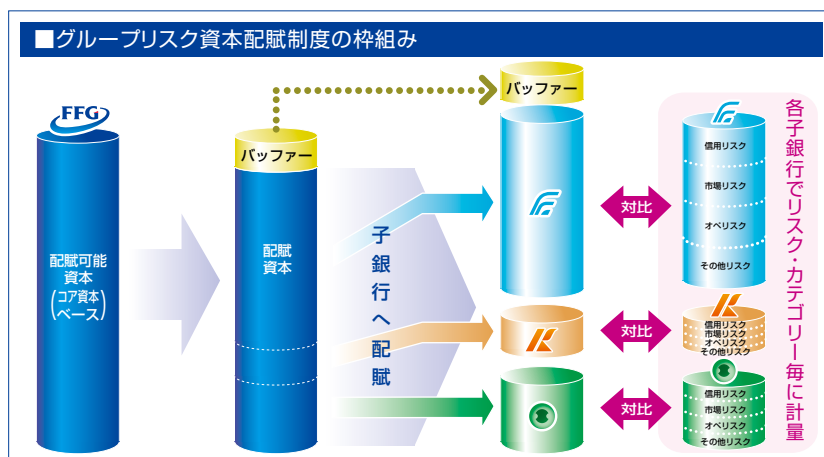 ■グループリスク資本配賦制度の枠組み
FFG
配賦可能
資本
(コア資本
ベース)
バッファー
配賦
資本
子銀行へ配賦
バッファー
対比
対比
対比
信用リスク
市場リスク
オペリスク
その他リスク
信用リスク
市場リスク
オペリスク
その他リスク
信用リスク
市場リスク
オペリスク
その他リスク
各子銀行でリスク・カテゴリー毎に計量